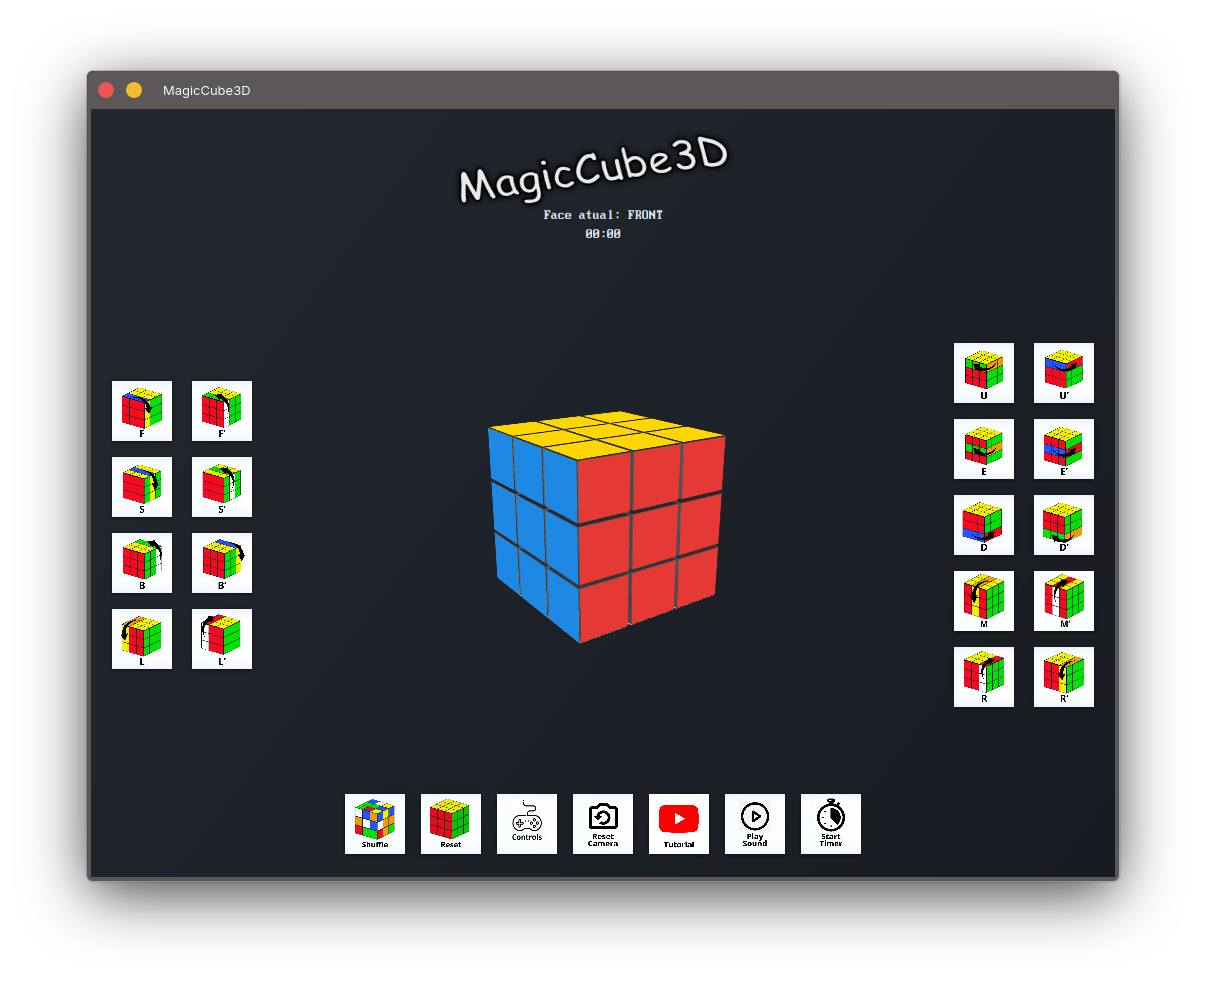 MagicCube3D
MagicCube3D
Face atual: FRONT
00:00
F F'
S S'
B B'
L L'
U U'
E E'
D D'
M M'
R R'
Shuffle
Reset
Controls
Reset
Camera
Tutorial
Play
Sound
Start
Timer